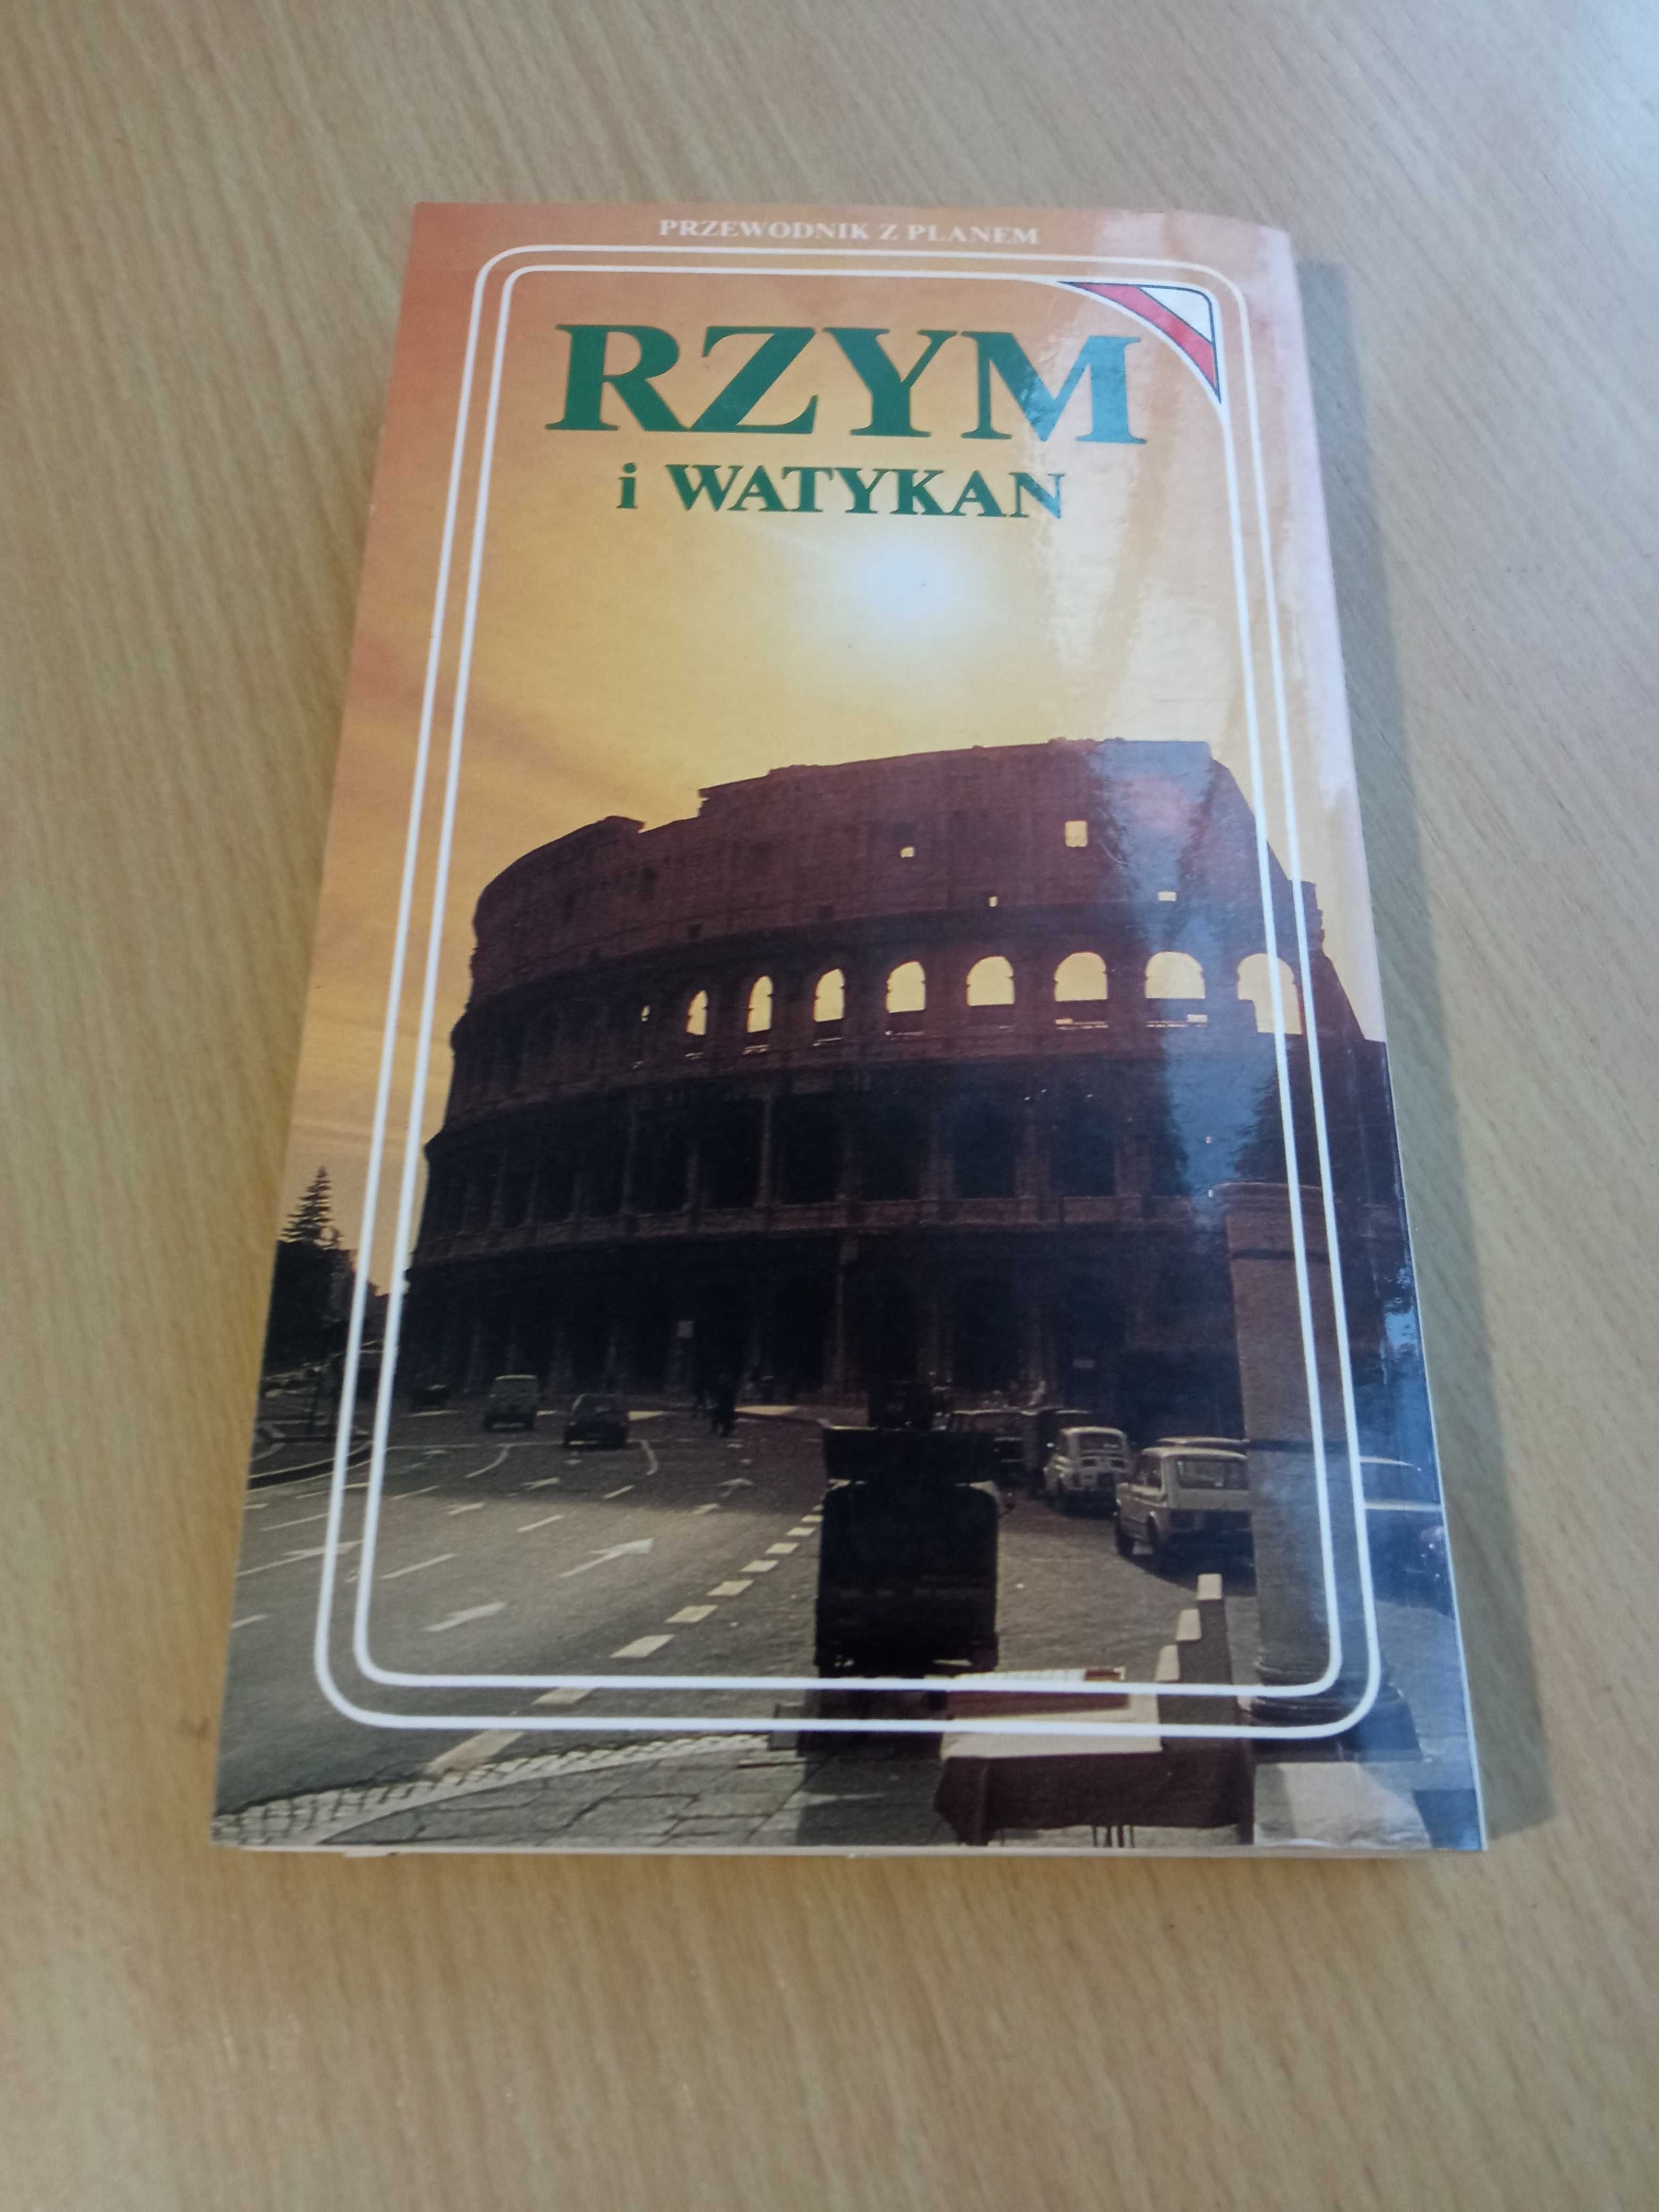 PRZEWODNIK Z PLANEM
RZYM
i WATYKAN